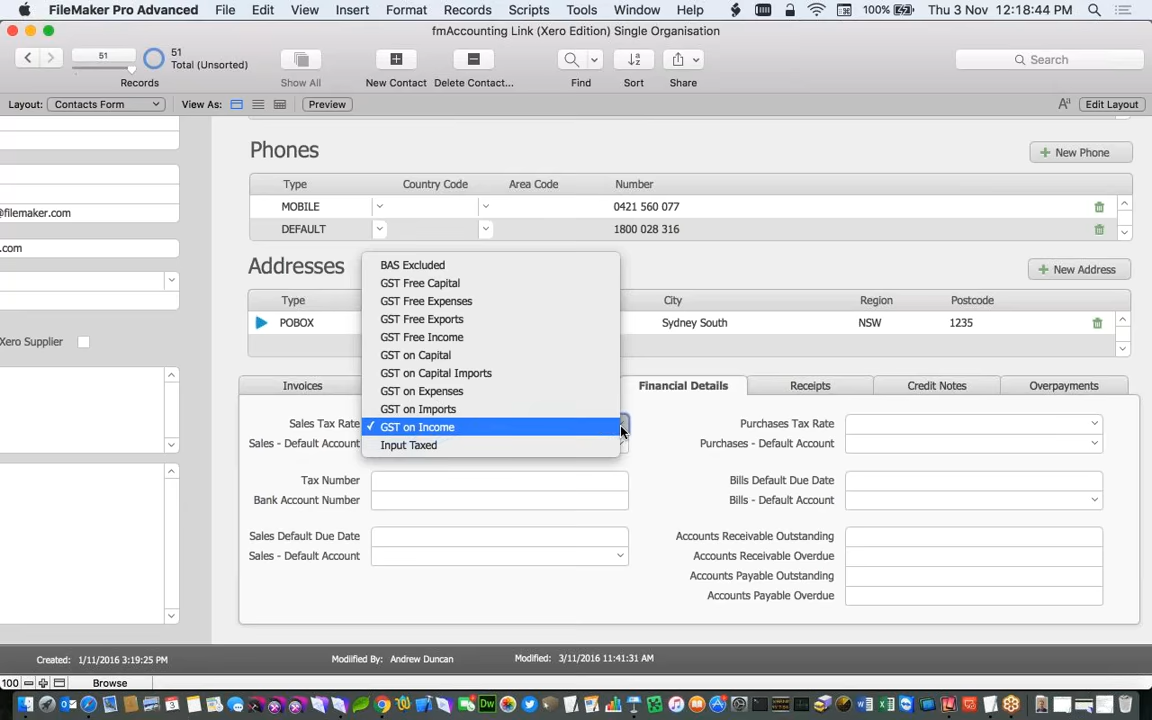 FileMaker Pro Advanced File Edit View Insert Format Records Scripts Tools Window Help 100% Thu 3 Nov 12:18:44 PM
fmAccounting Link (Xero Edition) Single Organisation
51 51 Total (Unsorted) Records Show All New Contact Delete Contact... Find Sort Share Search
Layout: Contacts Form View As: Preview Aa Edit Layout
Phones New Phone
Type Country Code Area Code Number
MOBILE 0421 560 077
@filemaker.com
DEFAULT 1800 028 316
.com
Addresses New Address
Type City Region Postcode
POBOX Sydney South NSW 1235
Xero Supplier
BAS Excluded
GST Free Capital
GST Free Expenses
GST Free Exports
GST Free Income
GST on Capital
GST on Capital Imports
GST on Expenses
GST on Imports
GST on Income
Input Taxed
Invoices Financial Details Receipts Credit Notes Overpayments
Sales Tax Rate Purchases Tax Rate
Sales - Default Account Purchases - Default Account
Tax Number Bills Default Due Date
Bank Account Number Bills - Default Account
Sales Default Due Date Accounts Receivable Outstanding
Sales - Default Account Accounts Receivable Overdue
Accounts Payable Outstanding
Accounts Payable Overdue
Created: 1/11/2016 3:19:25 PM Modified By: Andrew Duncan Modified: 3/11/2016 11:41:31 AM
100 Browse